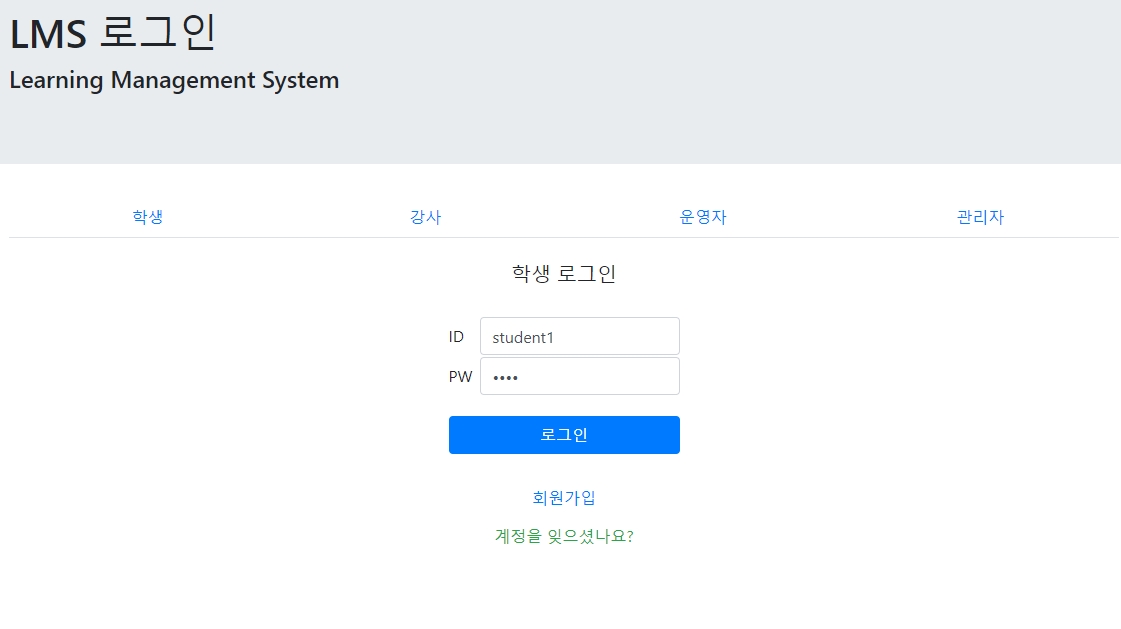 LMS 로그인
Learning Management System
학생 강사 운영자 관리자
학생 로그인
ID student1
PW ••••
로그인
회원가입
계정을 잊으셨나요?